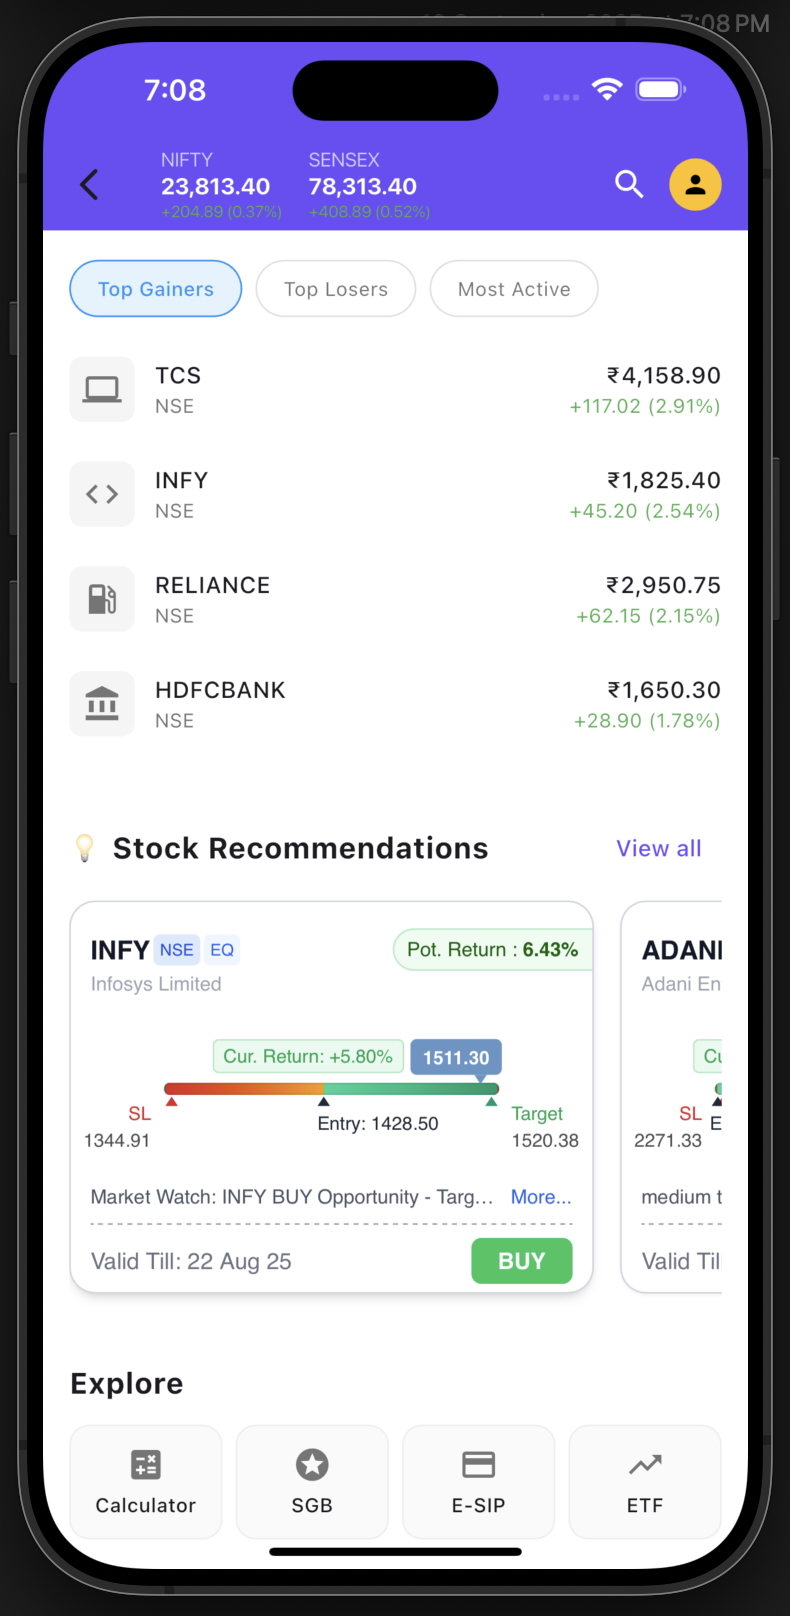 7:08 PM
7:08
NIFTY
23,813.40
+204.89 (0.37%)
SENSEX
78,313.40
+408.89 (0.52%)
Top Gainers
Top Losers
Most Active
TCS
NSE
₹4,158.90
+117.02 (2.91%)
INFY
NSE
₹1,825.40
+45.20 (2.54%)
RELIANCE
NSE
₹2,950.75
+62.15 (2.15%)
HDFCBANK
NSE
₹1,650.30
+28.90 (1.78%)
Stock Recommendations
View all
INFY NSE EQ
Pot. Return : 6.43%
Infosys Limited
Cur. Return: +5.80%
1511.30
SL
1344.91
Entry: 1428.50
Target
1520.38
Market Watch: INFY BUY Opportunity - Targ... More...
Valid Till: 22 Aug 25
BUY
ADANI
Adani En
Cu
SL
2271.33
E
medium t
Valid Til
Explore
Calculator
SGB
E-SIP
ETF